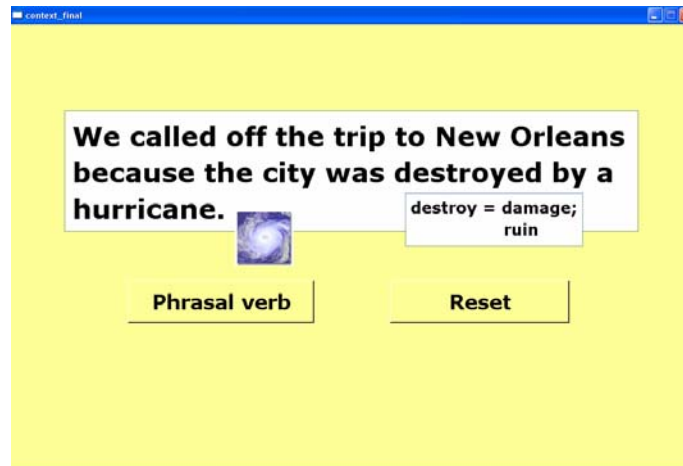 context_final
We called off the trip to New Orleans
because the city was destroyed by a
hurricane.
destroy = damage;
ruin
Phrasal verb
Reset